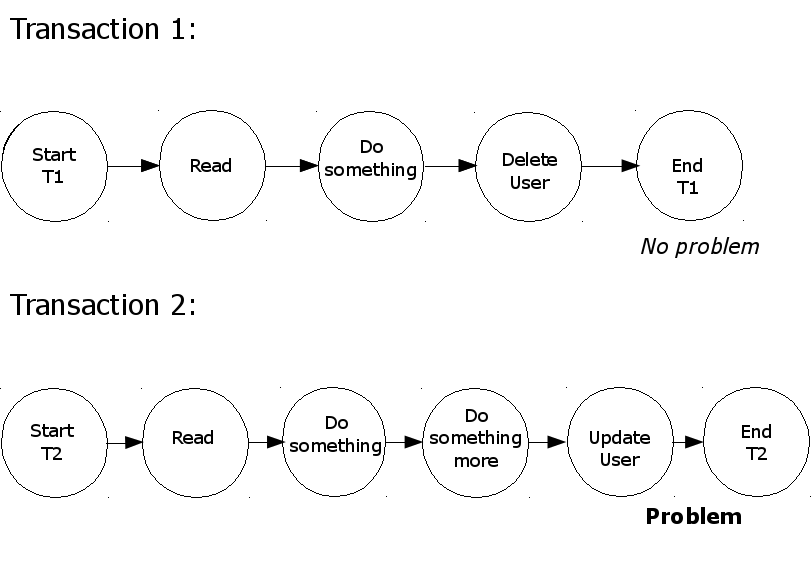 Transaction 1:
Start
T1
Read
Do
something
Delete
User
End
T1
No problem
Transaction 2:
Start
T2
Read
Do
something
Do
something
more
Update
User
End
T2
Problem